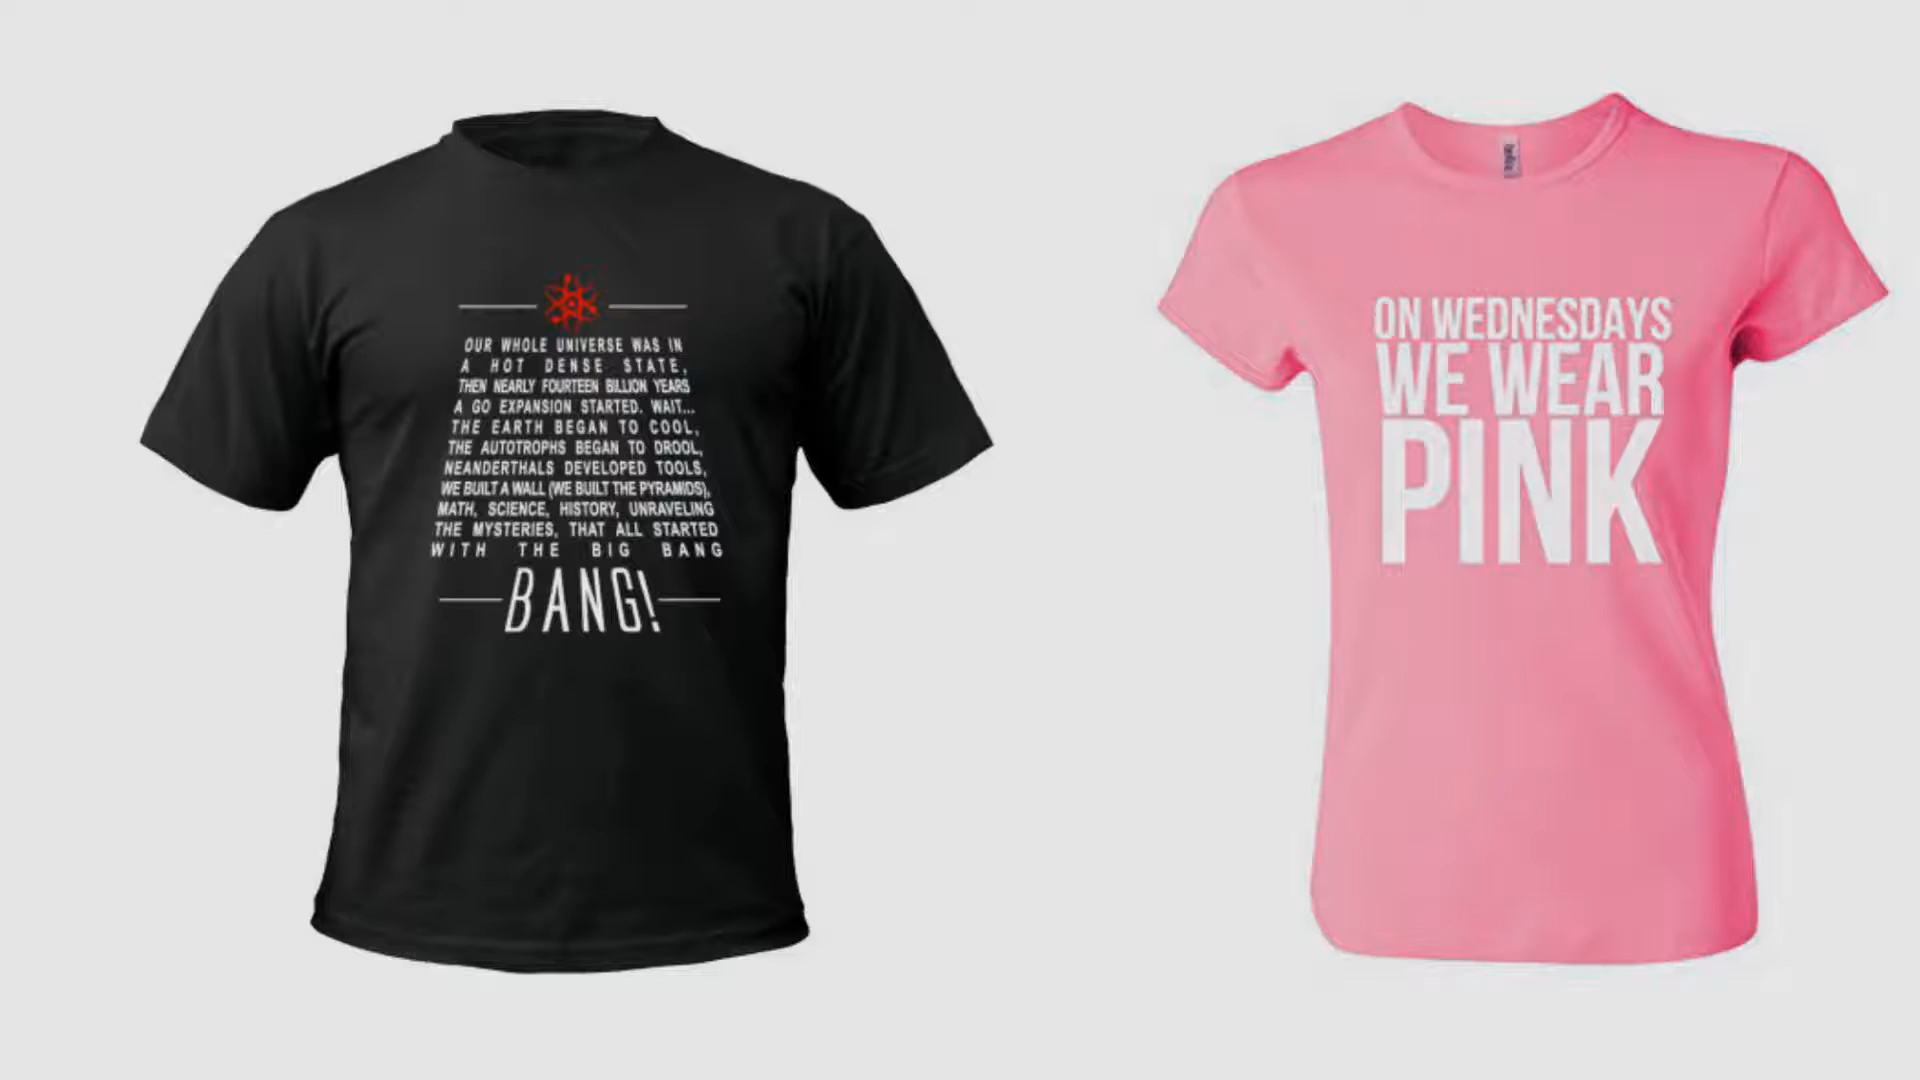 OUR WHOLE UNIVERSE WAS IN
A HOT DENSE STATE,
THEN NEARLY FOURTEEN BILLION YEARS
A GO EXPANSION STARTED. WAIT...
THE EARTH BEGAN TO COOL,
THE AUTOTROPHS BEGAN TO DROOL,
NEANDERTHALS DEVELOPED TOOLS,
WE BUILT A WALL (WE BUILT THE PYRAMIDS),
MATH, SCIENCE, HISTORY, UNRAVELING
THE MYSTERIES, THAT ALL STARTED
WITH THE BIG BANG
BANG!
ON WEDNESDAYS
WE WEAR
PINK